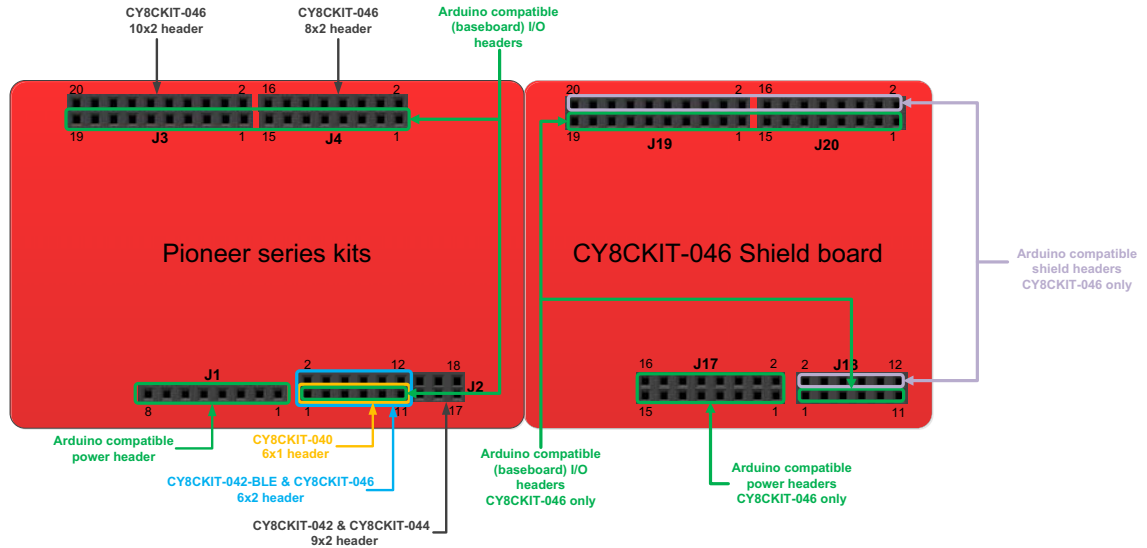 CY8CKIT-046
10x2 header
CY8CKIT-046
8x2 header
Arduino compatible
(baseboard) I/O
headers
20 2 16 2
19 1 15 1
J3 J4
20 2 16 2
19 1 15 1
J19 J20
Pioneer series kits
CY8CKIT-046 Shield board
Arduino compatible
shield headers
CY8CKIT-046 only
J1
8 1
2 12 18
J2
1 11 17
16 J17 2
15 1
2 J18 12
1 11
Arduino compatible
power header
CY8CKIT-040
6x1 header
CY8CKIT-042-BLE & CY8CKIT-046
6x2 header
CY8CKIT-042 & CY8CKIT-044
9x2 header
Arduino compatible
(baseboard) I/O
headers
CY8CKIT-046 only
Arduino compatible
power headers
CY8CKIT-046 only